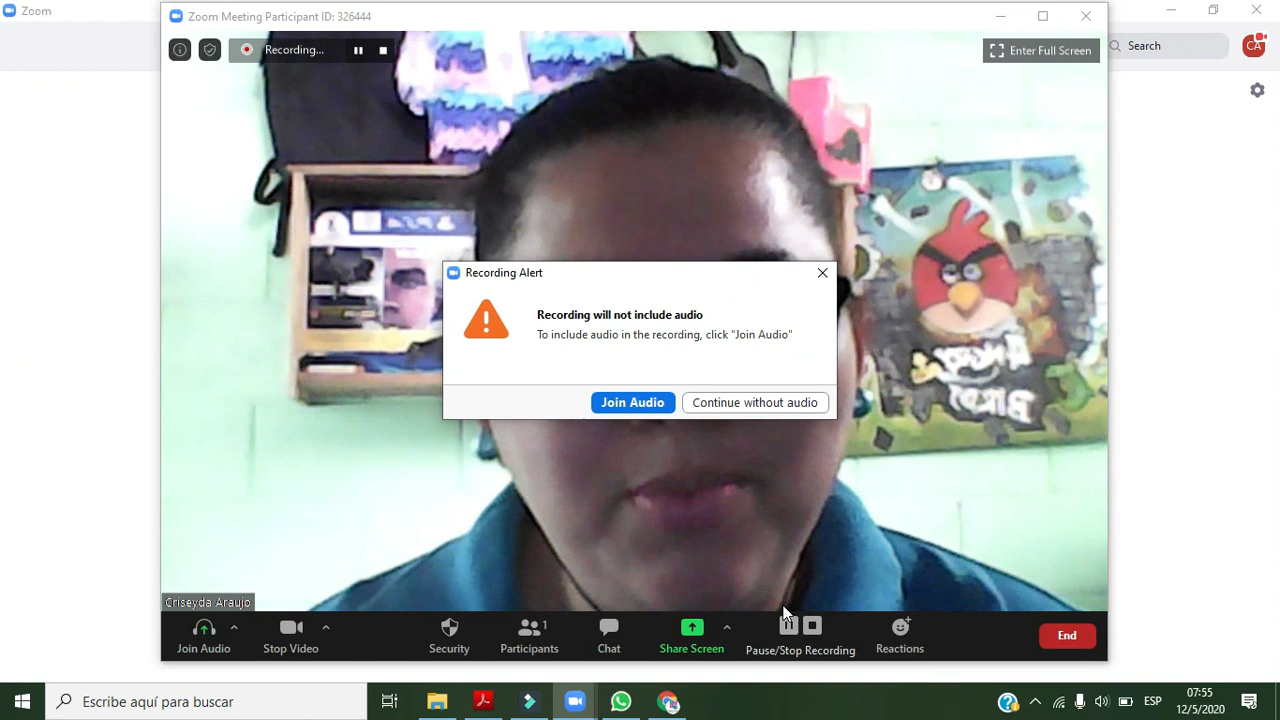 Zoom
Zoom Meeting Participant ID: 326444
Recording...
Enter Full Screen
Search
CA
Recording Alert
Recording will not include audio
To include audio in the recording, click "Join Audio"
Join Audio
Continue without audio
Criseyda Araujo
Join Audio
Stop Video
Security
Participants
1
Chat
Share Screen
Pause/Stop Recording
Reactions
End
Escribe aquí para buscar
ESP
07:55
12/5/2020